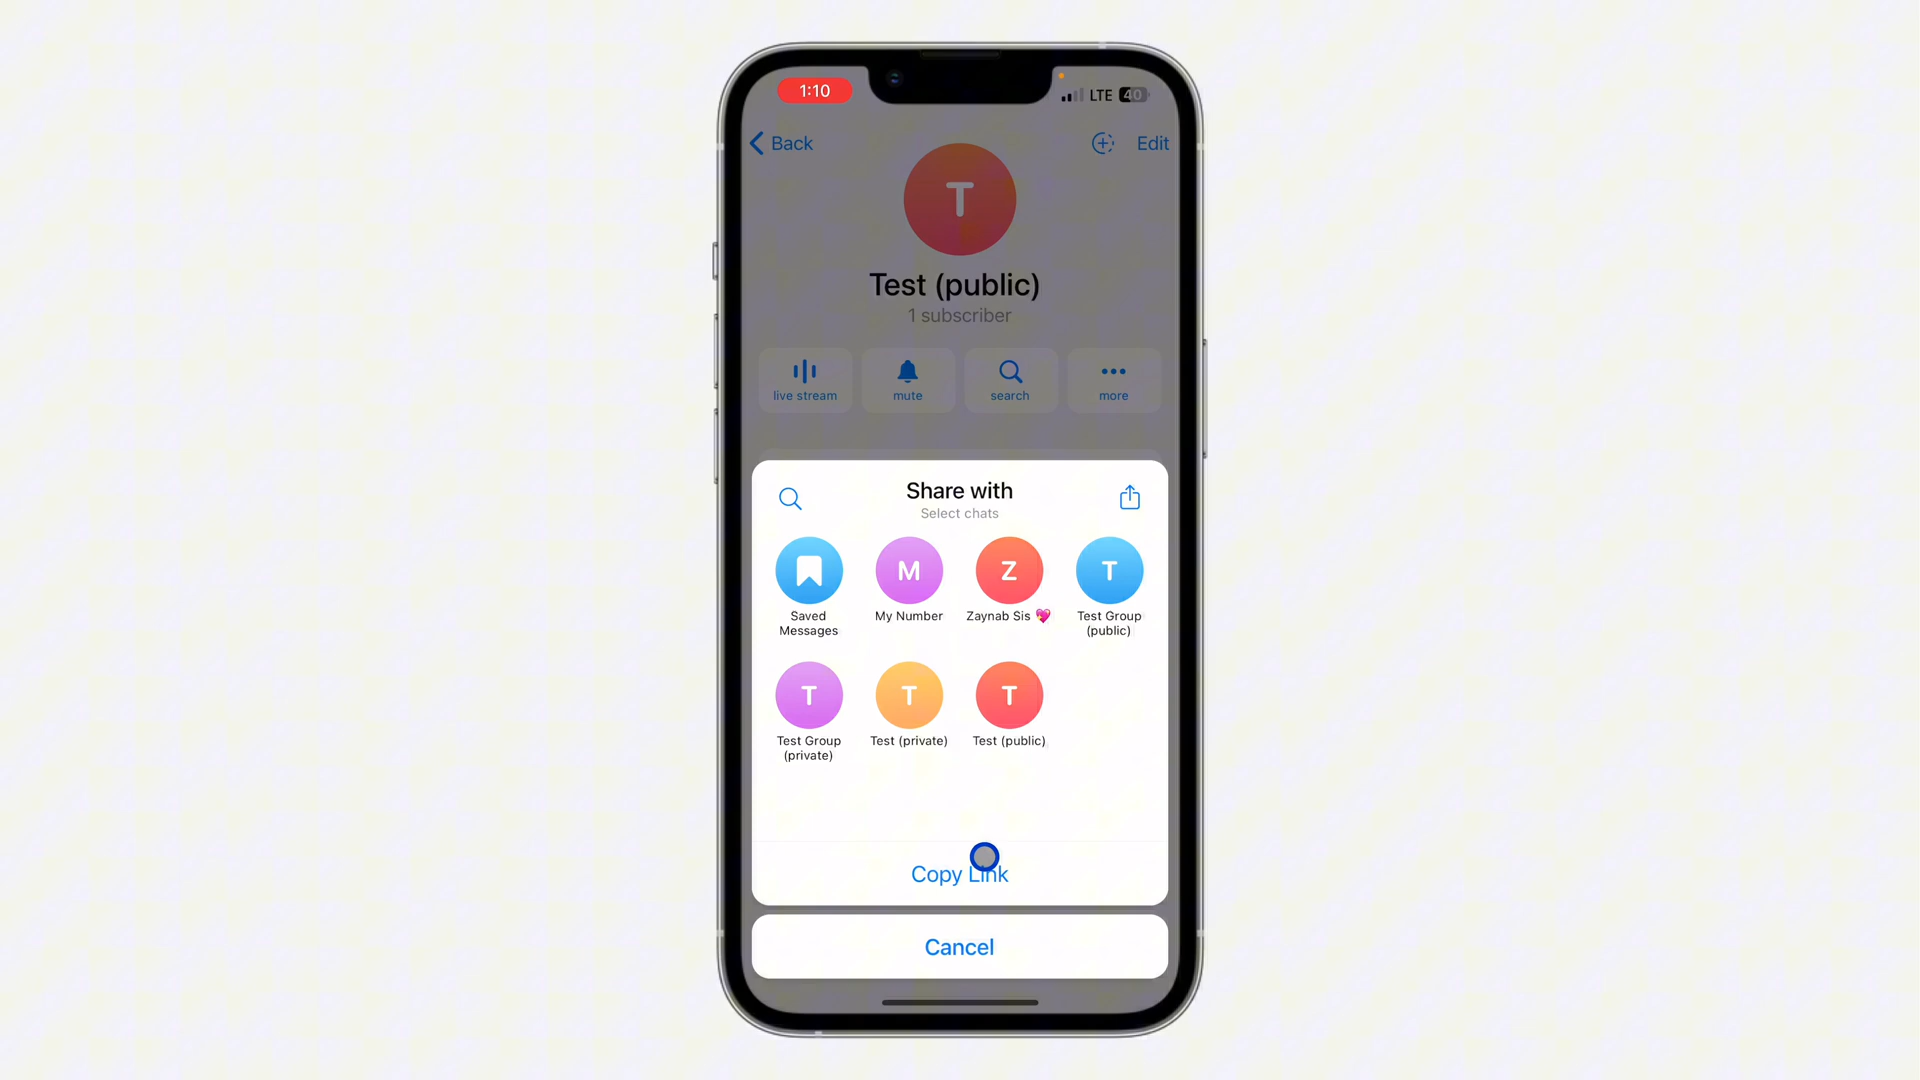 1:10
LTE 40
Back
Edit
T
Test (public)
1 subscriber
live stream
mute
search
more
Share with
Select chats
M
Z
T
Saved
Messages
My Number
Zaynab Sis 💖
Test Group
(public)
T
T
T
Test Group
(private)
Test (private)
Test (public)
Copy Link
Cancel